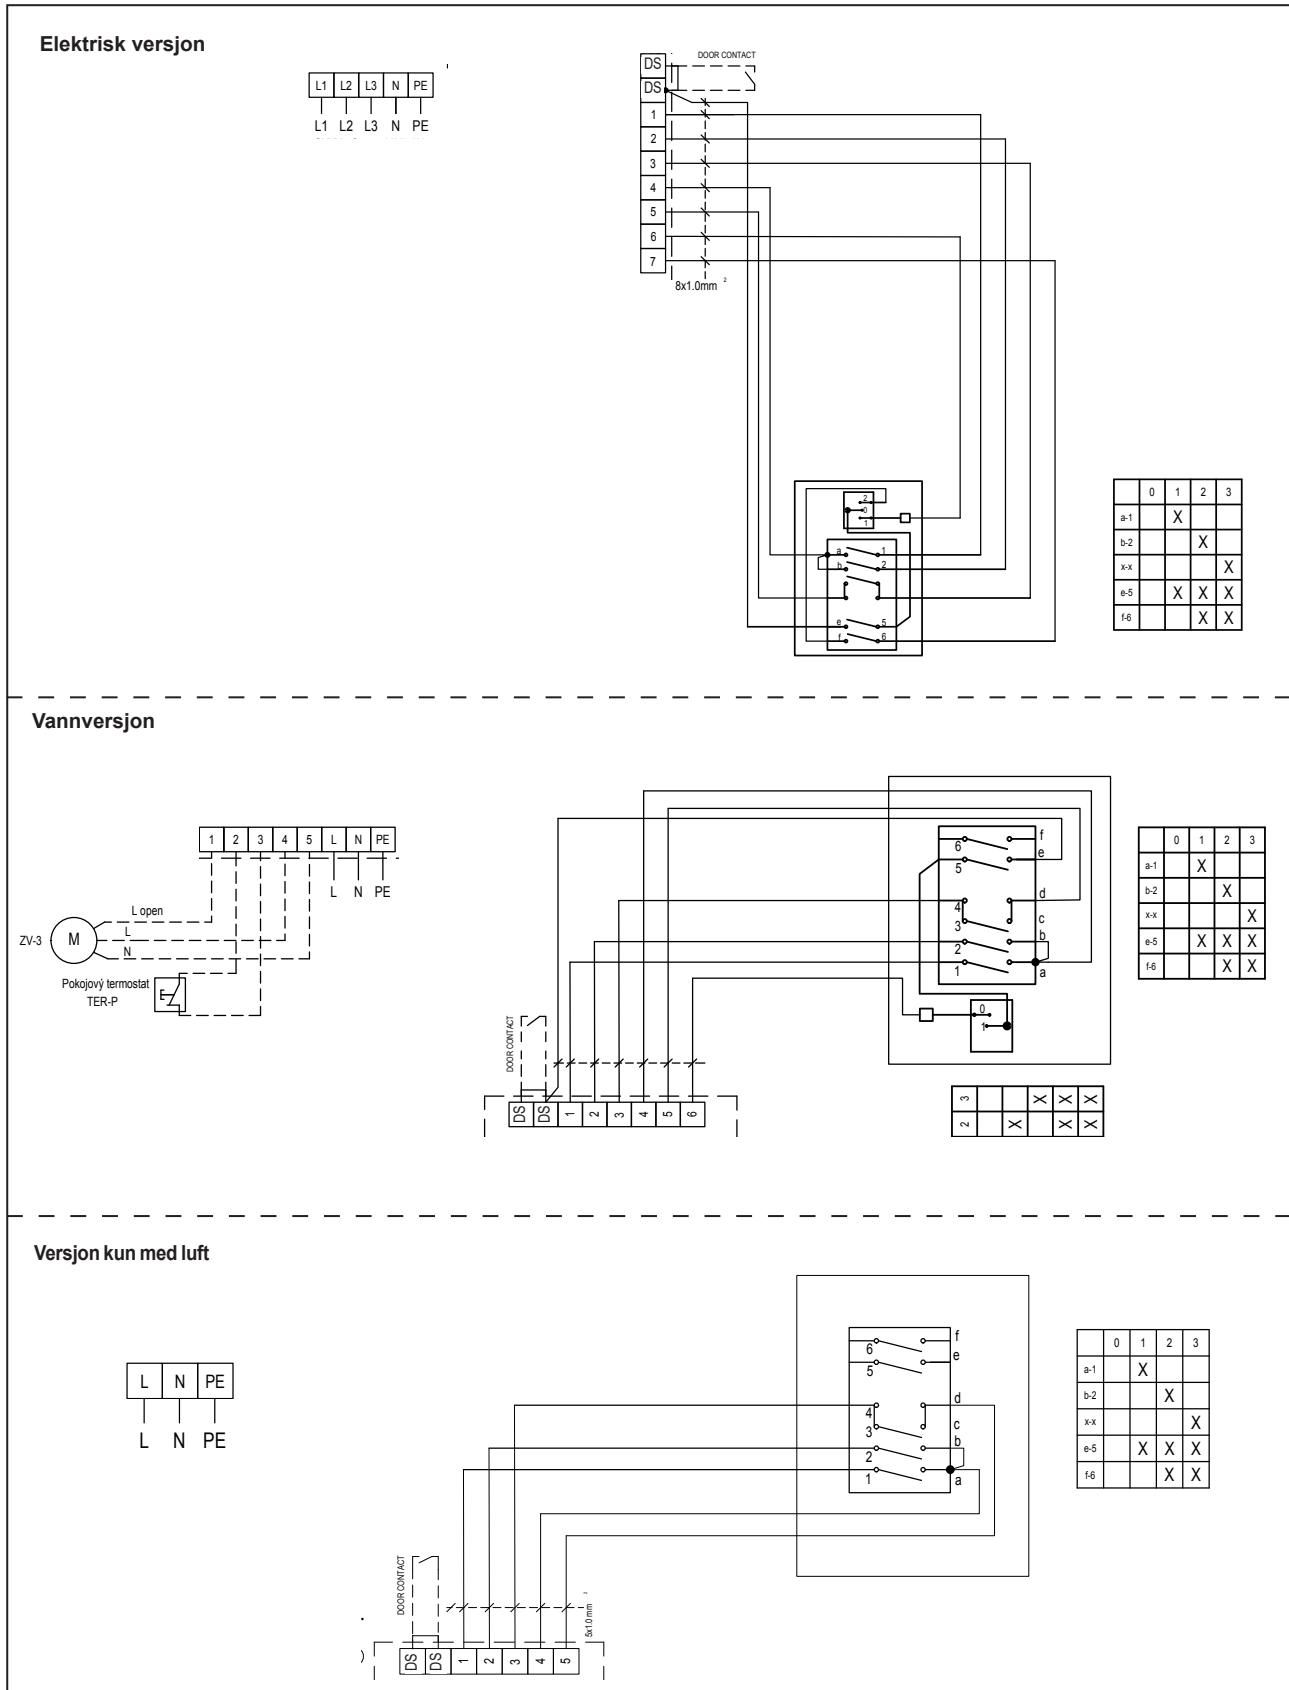 Elektrisk versjon
L1 L2 L3 N PE
L1 L2 L3 N PE
DS
DS
1
2
3
4
5
6
7
DOOR CONTACT
8x1.0mm 2
2
0
1
a 1
b 2
e 5
f 6
0 1 2 3
a-1 X
b-2 X
x-x X
e-5 X X X
f-6 X X
Vannversjon
1 2 3 4 5 L N PE
L N PE
L open
L
N
ZV-3
M
Pokojový termostat
TER-P
DOOR CONTACT
DS DS 1 2 3 4 5 6
6 f
5 e
4 d
3 c
2 b
1 a
0
1
0 1 2 3
a-1 X
b-2 X
x-x X
e-5 X X X
f-6 X X
3 X X X
2 X X X
Versjon kun med luft
L N PE
L N PE
6 f
5 e
4 d
3 c
2 b
1 a
0 1 2 3
a-1 X
b-2 X
x-x X
e-5 X X X
f-6 X X
DOOR CONTACT
5x1.0 mm 2
)
DS DS 1 2 3 4 5